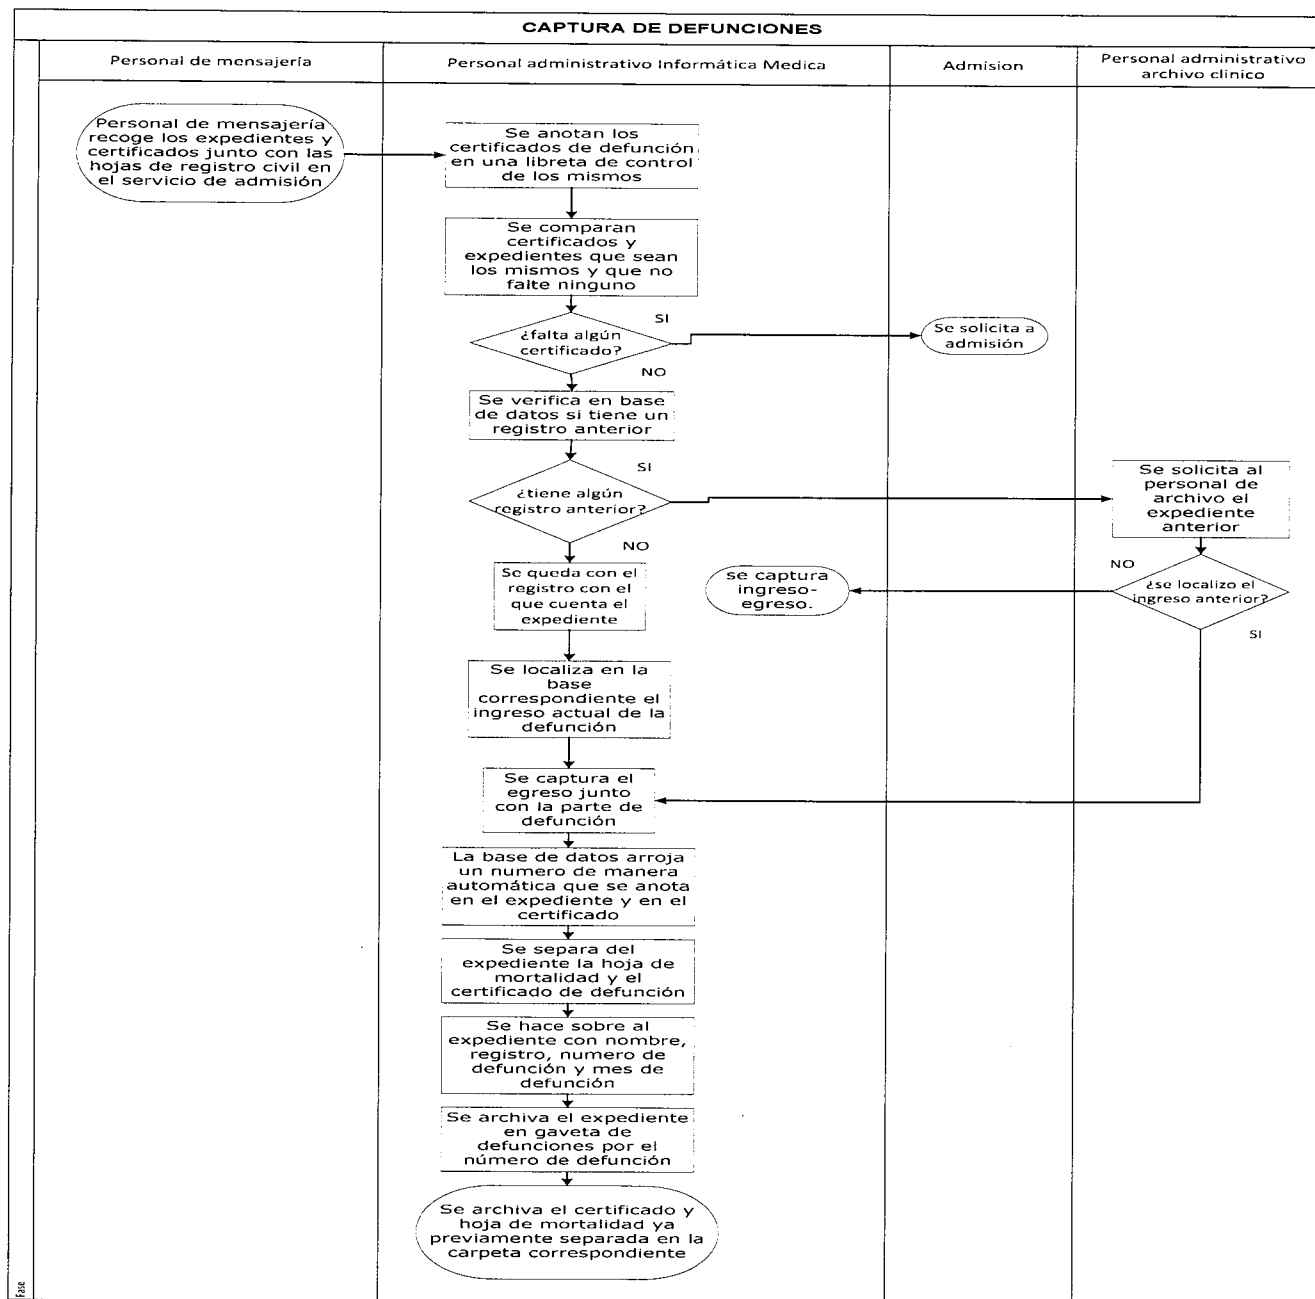 CAPTURA DE DEFUNCIONES
Personal de mensajería
Personal administrativo Informática Medica
Admision
Personal administrativo
archivo clinico
Personal de mensajería
recoge los expedientes y
certificados junto con las
hojas de registro civil en
el servicio de admisión
Se anotan los
certificados de defunción
en una libreta de control
de los mismos
Se comparan
certificados y
expedientes que sean
los mismos y que no
falte ninguno
¿falta algún
certificado?
SI
NO
Se solicita a
admisión
Se verifica en base
de datos si tiene un
registro anterior
¿tiene algún
registro anterior?
SI
NO
Se solicita al
personal de
archivo el
expediente
anterior
¿se localizo el
ingreso anterior?
NO
SI
se captura
ingreso-
egreso.
Se queda con el
registro con el
que cuenta el
expediente
Se localiza en la
base
correspondiente el
ingreso actual de la
defunción
Se captura el
egreso junto
con la parte de
defunción
La base de datos arroja
un numero de manera
automática que se anota
en el expediente y en el
certificado
Se separa del
expediente la hoja de
mortalidad y el
certificado de defunción
Se hace sobre al
expediente con nombre,
registro, numero de
defunción y mes de
defunción
Se archiva el expediente
en gaveta de
defunciones por el
número de defunción
Se archiva el certificado y
hoja de mortalidad ya
previamente separada en la
carpeta correspondiente
Fase